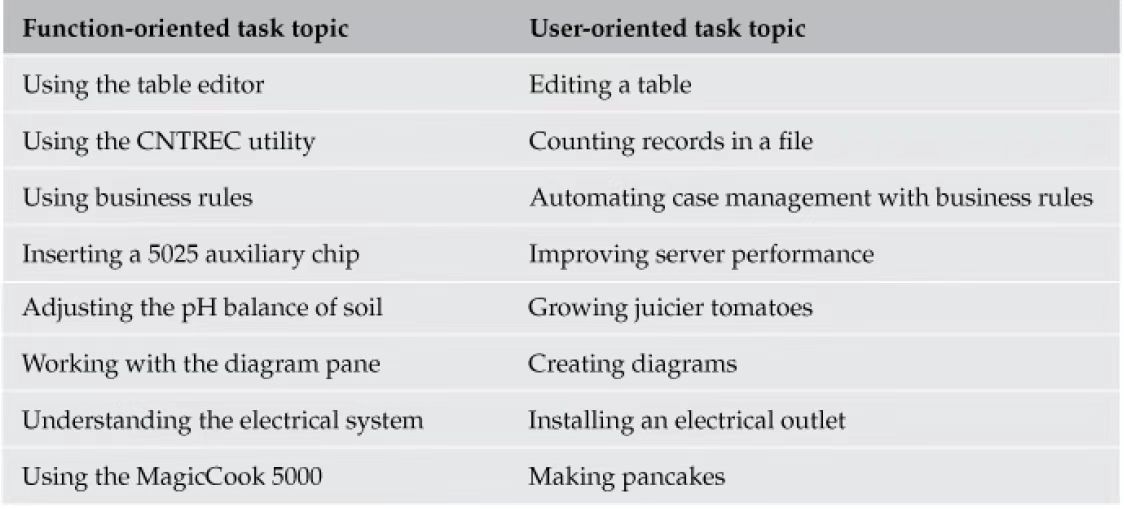 Function-oriented task topic User-oriented task topic
Using the table editor Editing a table
Using the CNTREC utility Counting records in a file
Using business rules Automating case management with business rules
Inserting a 5025 auxiliary chip Improving server performance
Adjusting the pH balance of soil Growing juicier tomatoes
Working with the diagram pane Creating diagrams
Understanding the electrical system Installing an electrical outlet
Using the MagicCook 5000 Making pancakes